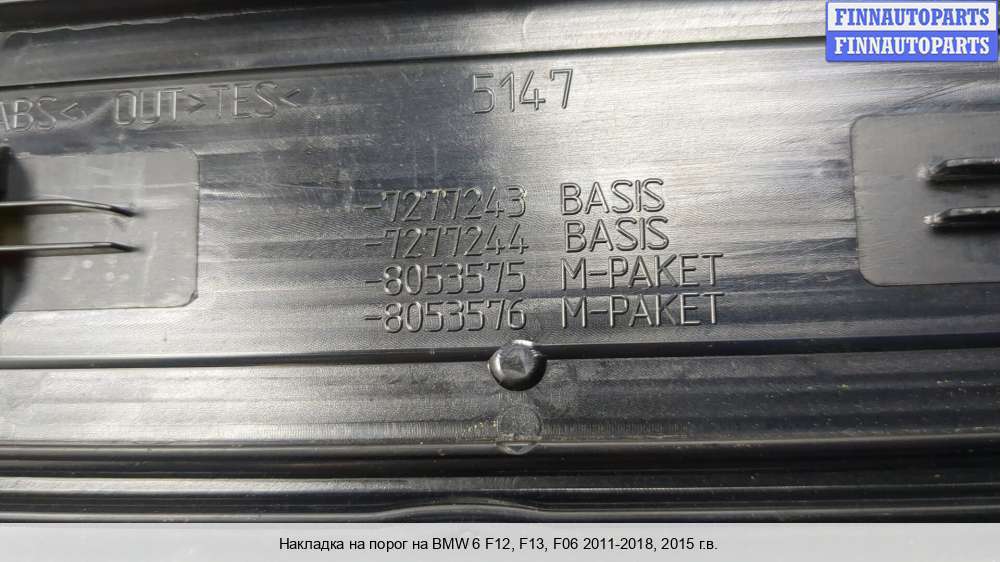 FINNAUTOPARTS
FINNAUTOPARTS
ABS< OUT>TES<
5147
-7277243 BASIS
-7277244 BASIS
-8053575 M-PAKET
-8053576 M-PAKET
Накладка на порог на BMW 6 F12, F13, F06 2011-2018, 2015 г.в.